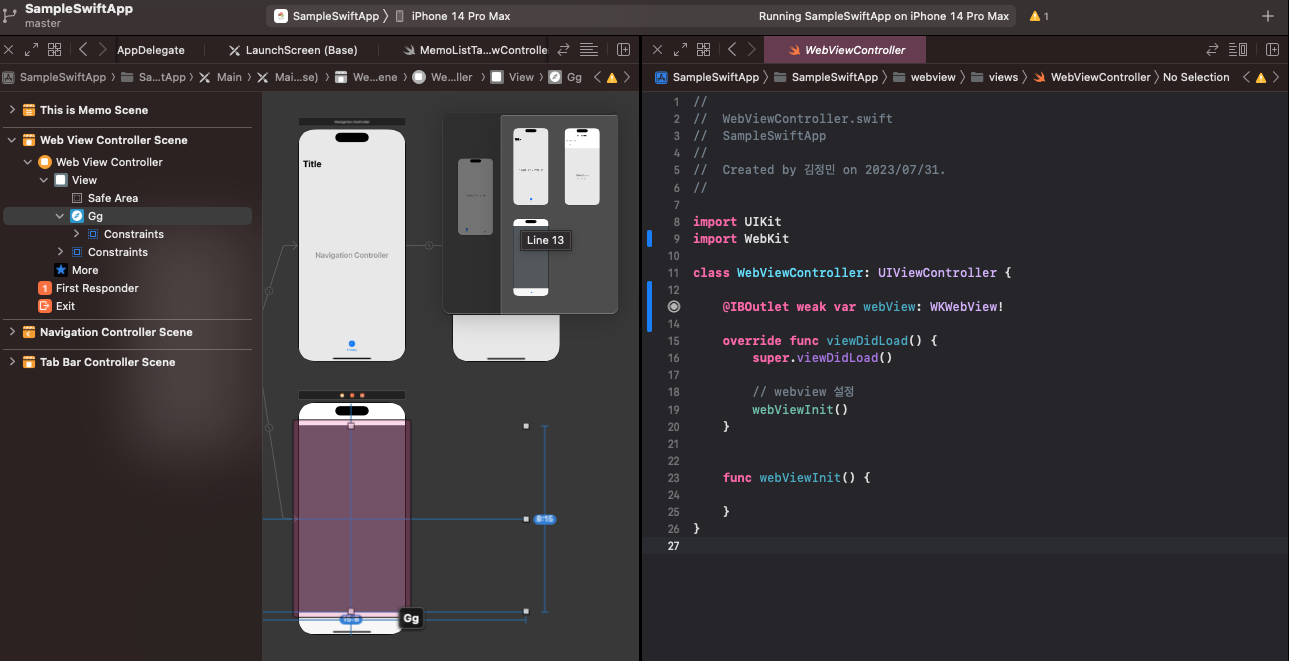 SampleSwiftApp
master
SampleSwiftApp 〉 iPhone 14 Pro Max
Running SampleSwiftApp on iPhone 14 Pro Max
1
AppDelegate
LaunchScreen (Base)
MemoListTa...wControlle
WebViewController
SampleSwiftApp
Sa...tApp
Main
Mai...se)
We...ene
We...ller
View
Gg
SampleSwiftApp
SampleSwiftApp
webview
views
WebViewController
No Selection
This is Memo Scene
Web View Controller Scene
Web View Controller
View
Safe Area
Gg
Constraints
Constraints
More
First Responder
Exit
Navigation Controller Scene
Tab Bar Controller Scene
Navigation Controller
Title
Navigation Controller
Line 13
Gg
1 //
2 //  WebViewController.swift
3 //  SampleSwiftApp
4 //
5 //  Created by 김정민 on 2023/07/31.
6 //
7
8 import UIKit
9 import WebKit
10
11 class WebViewController: UIViewController {
12
@IBOutlet weak var webView: WKWebView!
14
15 override func viewDidLoad() {
16 super.viewDidLoad()
17
18 // webview 설정
19 webViewInit()
20 }
21
22
23 func webViewInit() {
24
25 }
26 }
27